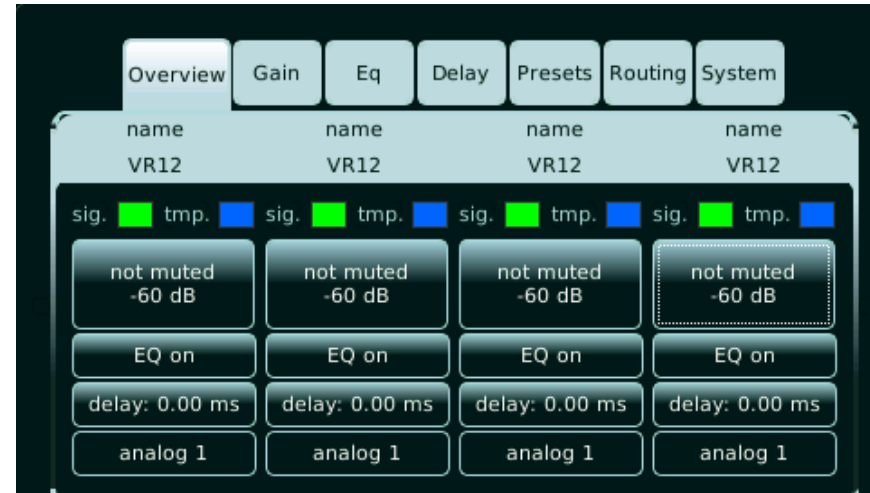 Overview Gain Eq Delay Presets Routing System
name name name name
VR12 VR12 VR12 VR12
sig. tmp. sig. tmp. sig. tmp. sig. tmp.
not muted not muted not muted not muted
-60 dB -60 dB -60 dB -60 dB
EQ on EQ on EQ on EQ on
delay: 0.00 ms delay: 0.00 ms delay: 0.00 ms delay: 0.00 ms
analog 1 analog 1 analog 1 analog 1